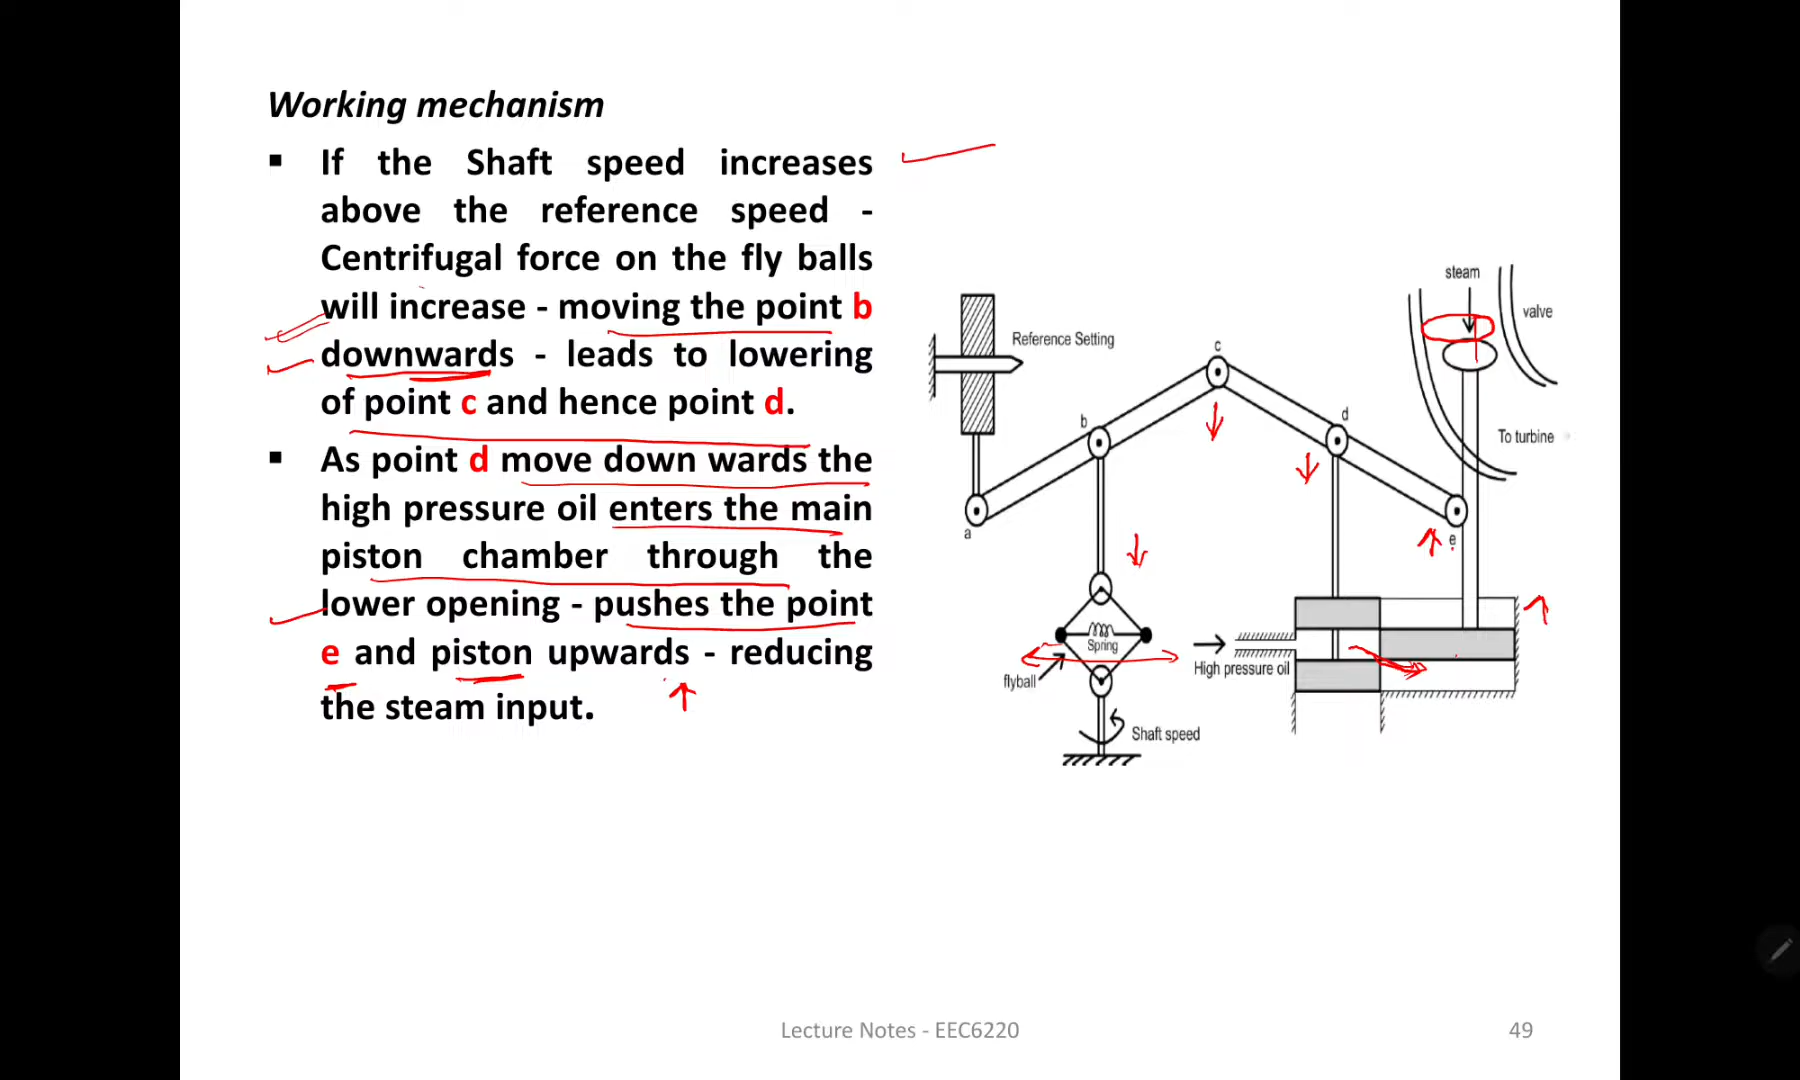 Working mechanism
▪ If the Shaft speed increases
above the reference speed -
Centrifugal force on the fly balls
will increase - moving the point b
downwards - leads to lowering
of point c and hence point d.
▪ As point d move down wards the
high pressure oil enters the main
piston chamber through the
lower opening - pushes the point
e and piston upwards - reducing
the steam input.
steam
valve
Reference Setting
c
b
d
To turbine
a
e
Spring
High pressure oil
flyball
Shaft speed
Lecture Notes - EEC6220
49